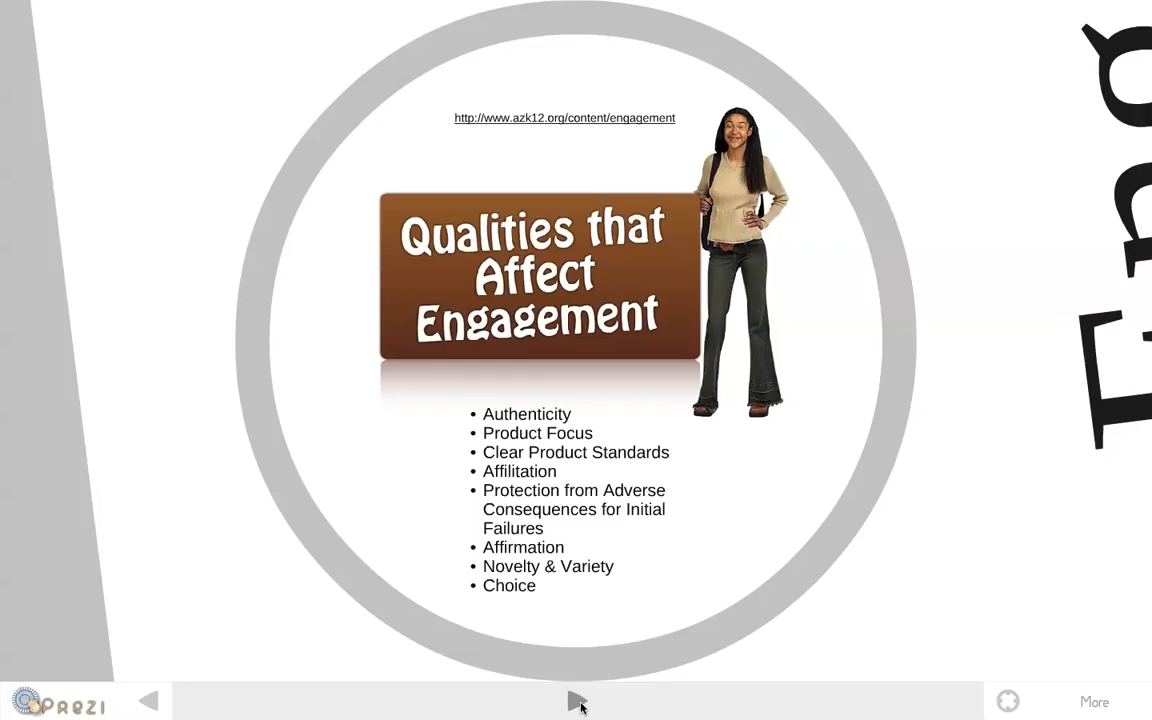 http://www.azk12.org/content/engagement
Qualities that
Affect
Engagement
• Authenticity
• Product Focus
• Clear Product Standards
• Affilitation
• Protection from Adverse
Consequences for Initial
Failures
• Affirmation
• Novelty & Variety
• Choice
Eng
PREZI
More